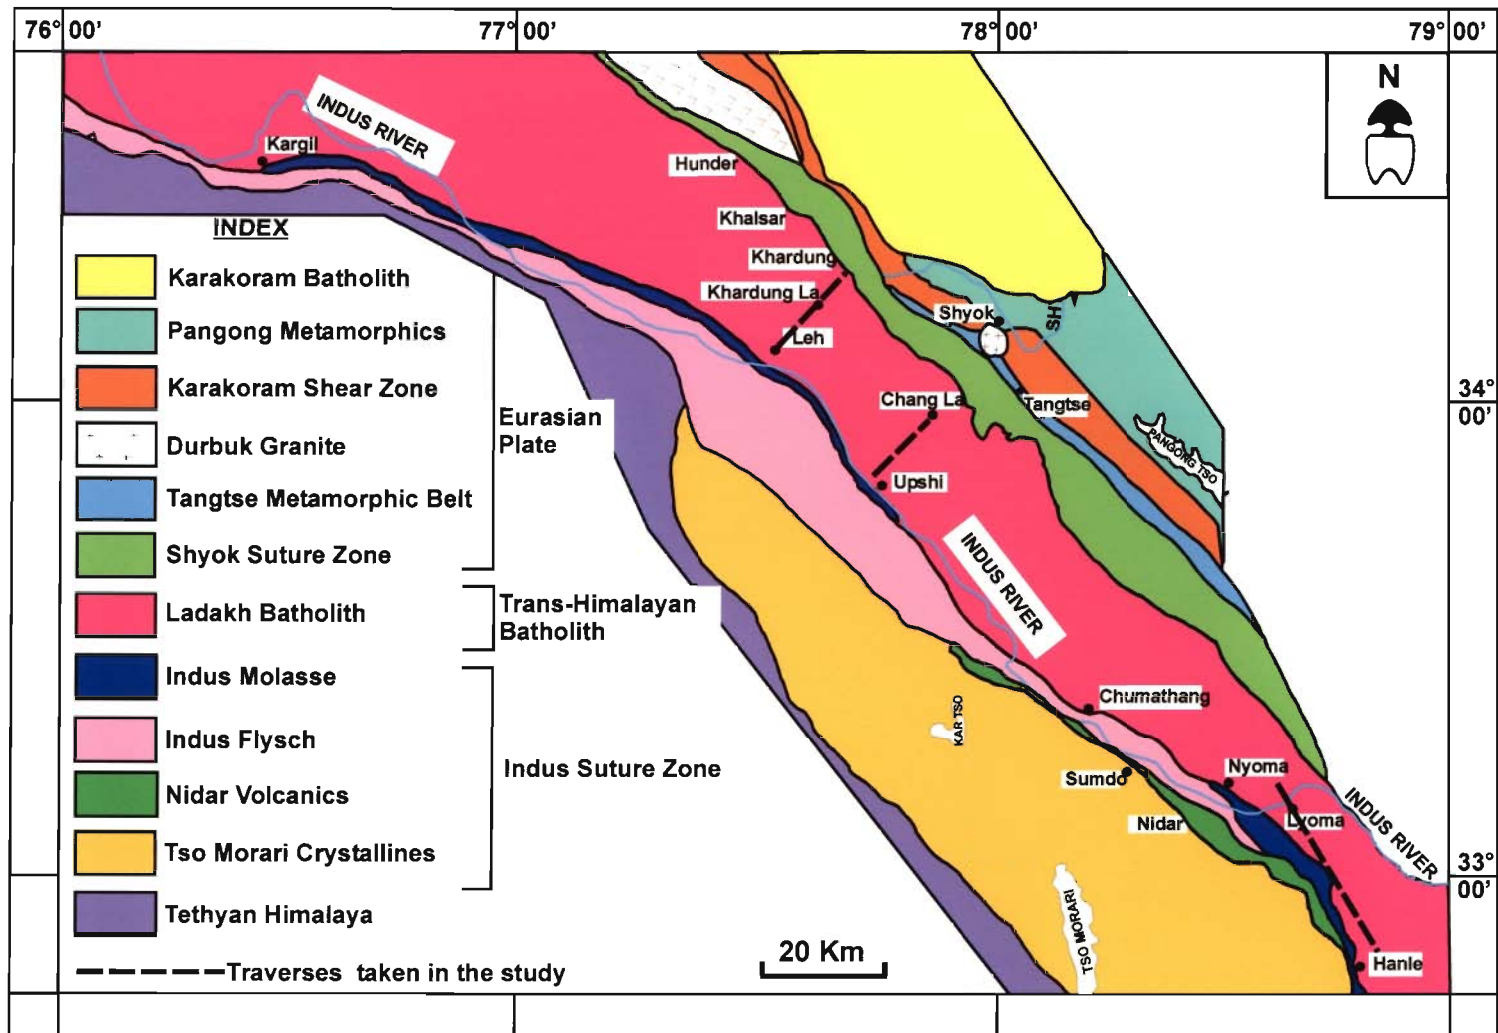 76° 00'
77° 00'
78° 00'
79° 00'
N
INDUS RIVER
Kargil
Hunder
Khalsar
Khardung
Khardung La
Leh
Shyok
SHY
Chang La
Tangtse
34°
00'
PANGONG TSO
Upshi
INDUS RIVER
KAR TSO
Chumathang
Sumdo
Nyoma
Nidar
Lyoma
INDUS RIVER
33°
00'
TSO MORARI
Hanle
20 Km
INDEX
Karakoram Batholith
Pangong Metamorphics
Karakoram Shear Zone
Durbuk Granite
Tangtse Metamorphic Belt
Shyok Suture Zone
Eurasian
Plate
Ladakh Batholith
Trans-Himalayan
Batholith
Indus Molasse
Indus Flysch
Nidar Volcanics
Tso Morari Crystallines
Indus Suture Zone
Tethyan Himalaya
Traverses taken in the study